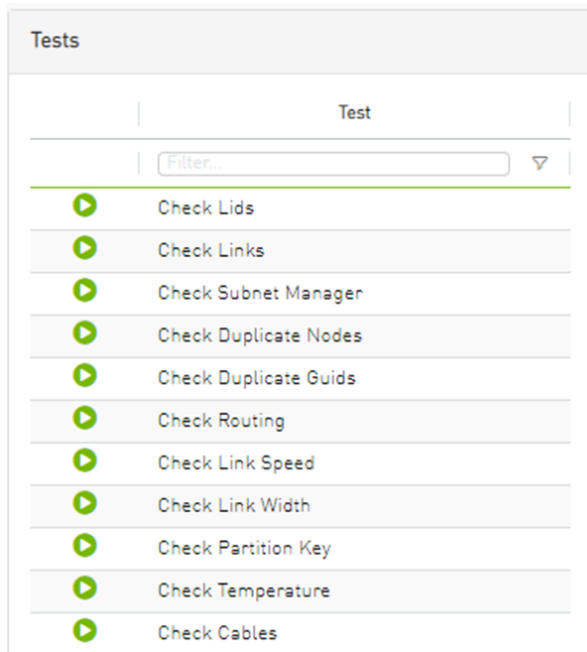 Tests
Test
Filter...
Check Lids
Check Links
Check Subnet Manager
Check Duplicate Nodes
Check Duplicate Guids
Check Routing
Check Link Speed
Check Link Width
Check Partition Key
Check Temperature
Check Cables